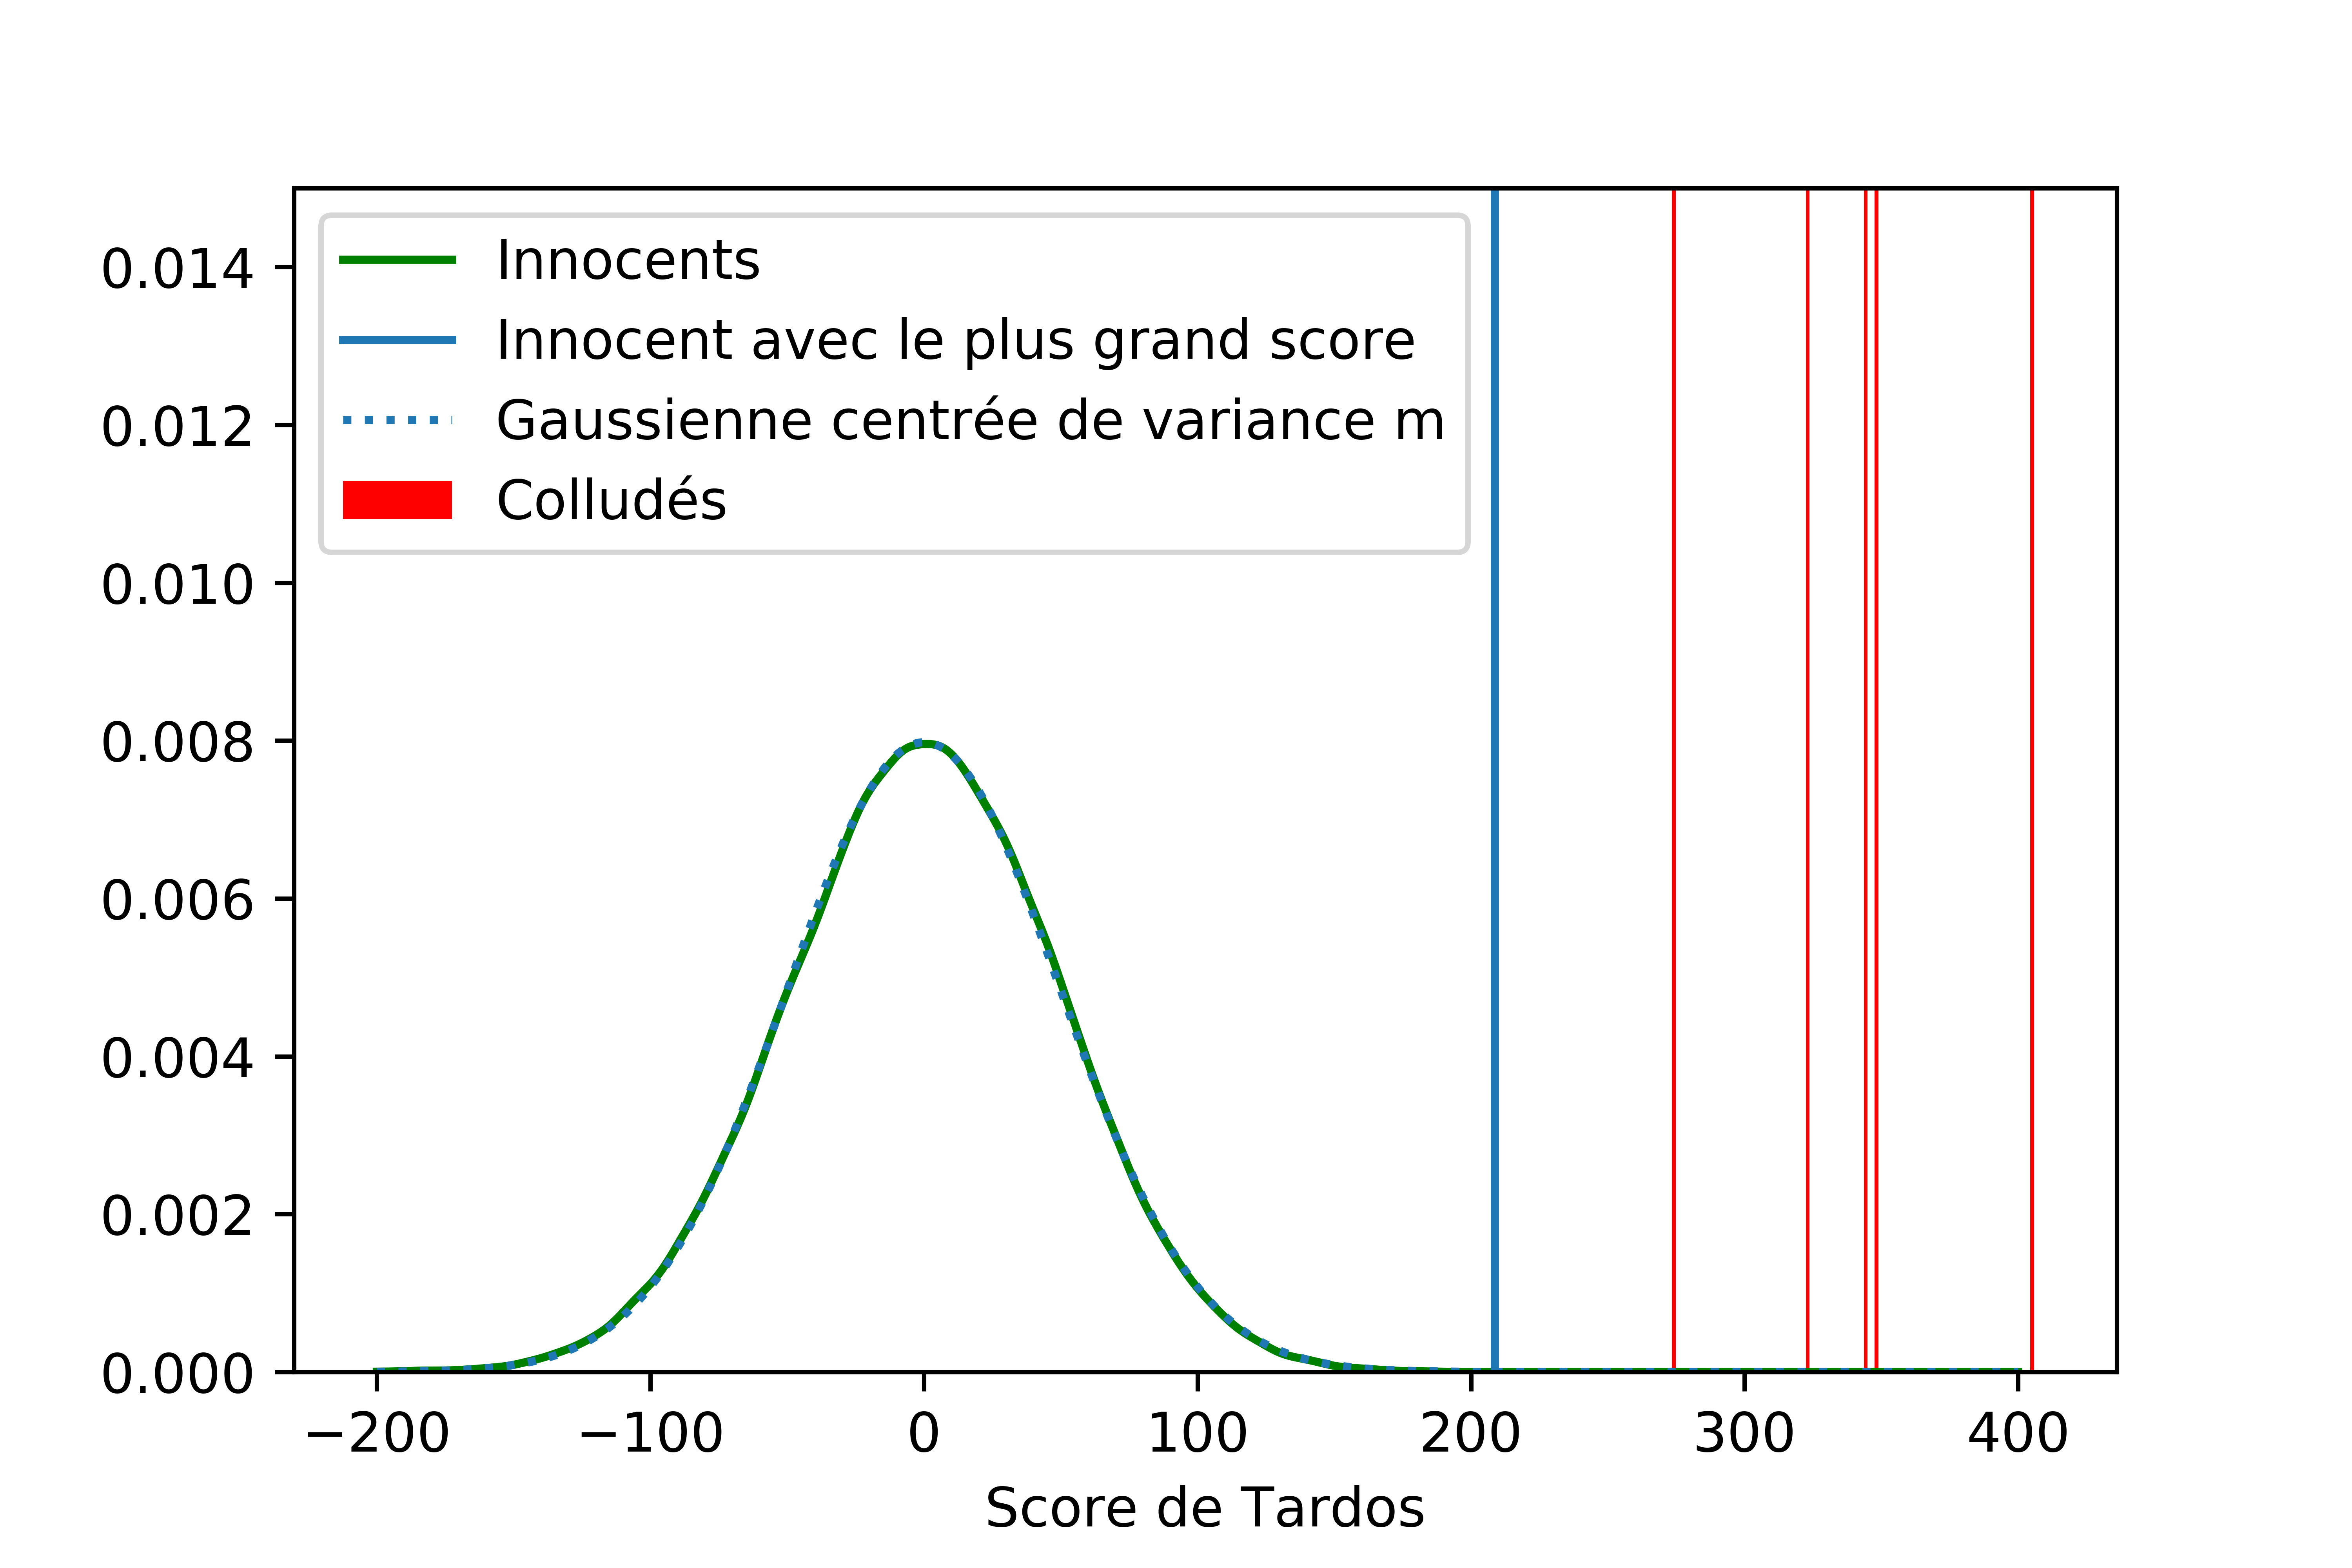 Innocents
Innocent avec le plus grand score
Gaussienne centrée de variance m
Colludés
0.014
0.012
0.010
0.008
0.006
0.004
0.002
0.000
−200 −100 0 100 200 300 400
Score de Tardos